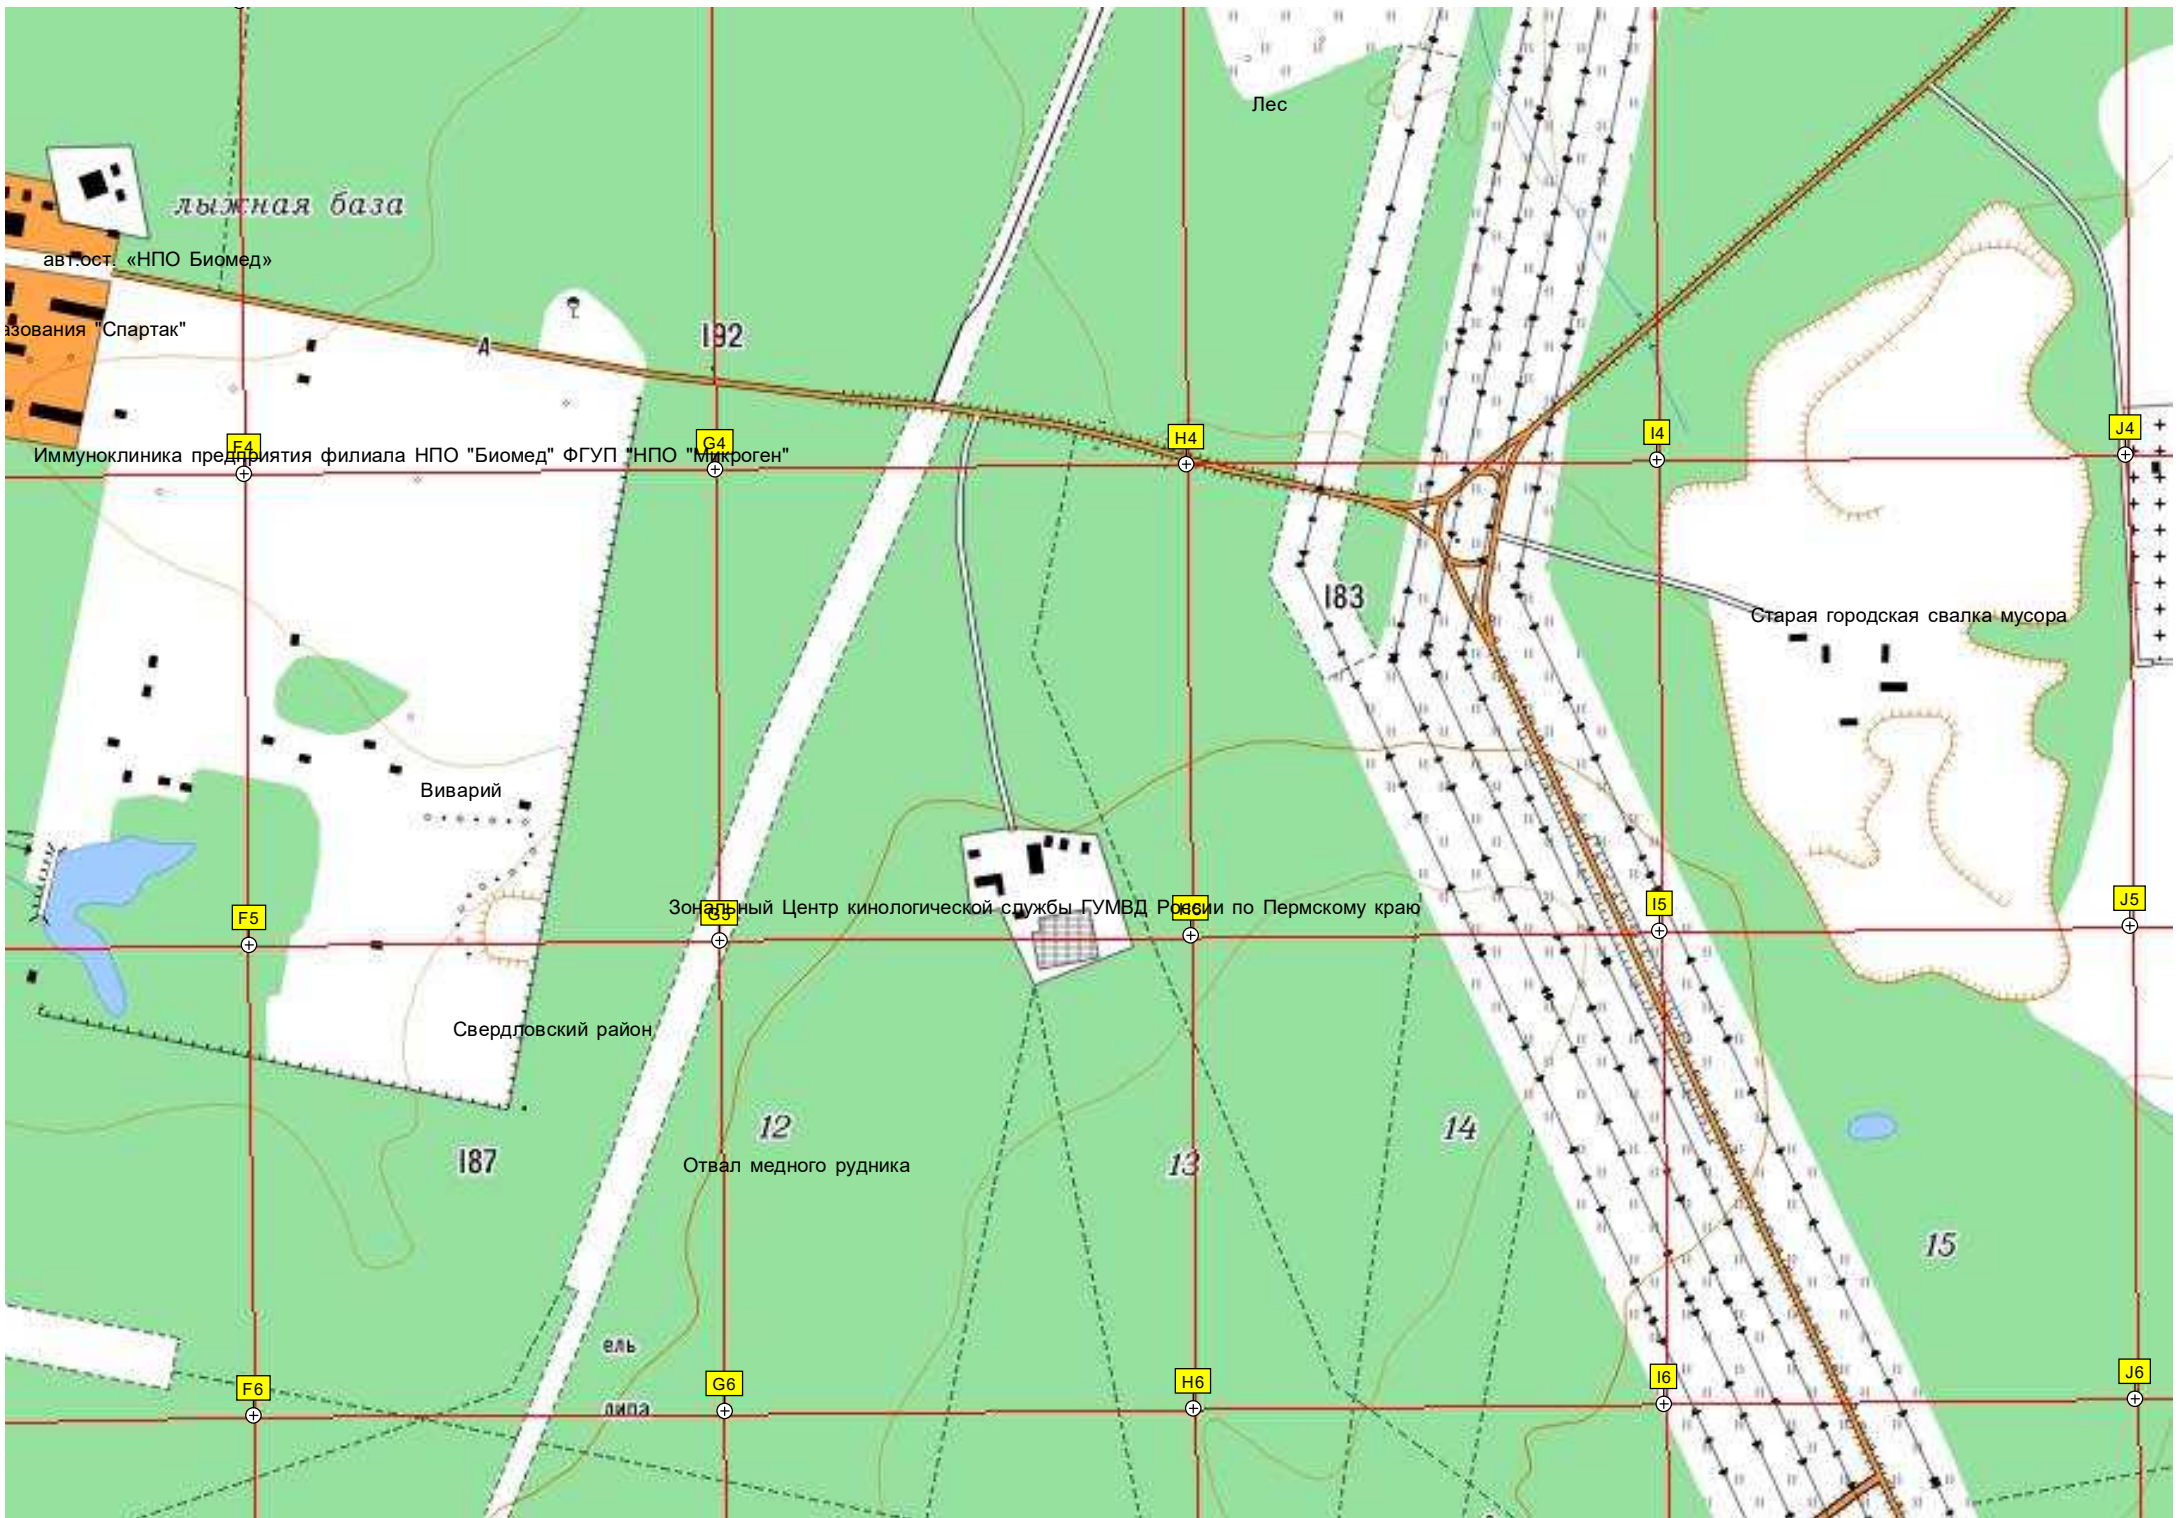 Лес
лыжная база
авт.ост. «НПО Биомед»
азования "Спартак"
А
192
F4
G4
H4
I4
J4
Иммуноклиника предприятия филиала НПО "Биомед" ФГУП "НПО "Микроген"
183
Старая городская свалка мусора
Виварий
F5
G5
H5
I5
J5
Зональный Центр кинологической службы ГУМВД России по Пермскому краю
Свердловский район
12
13
14
187
Отвал медного рудника
15
ель
липа
F6
G6
H6
I6
J6